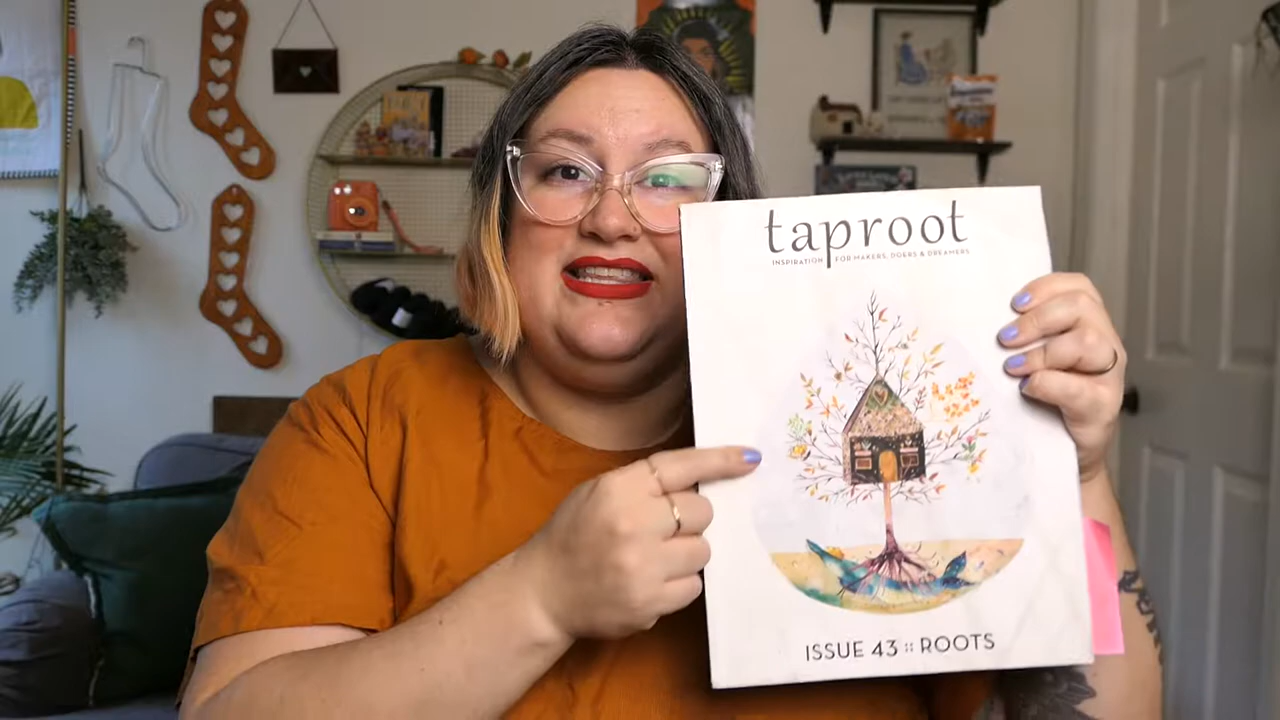 taproot
INSPIRATION FOR MAKERS, DOERS & DREAMERS
ISSUE 43 :: ROOTS